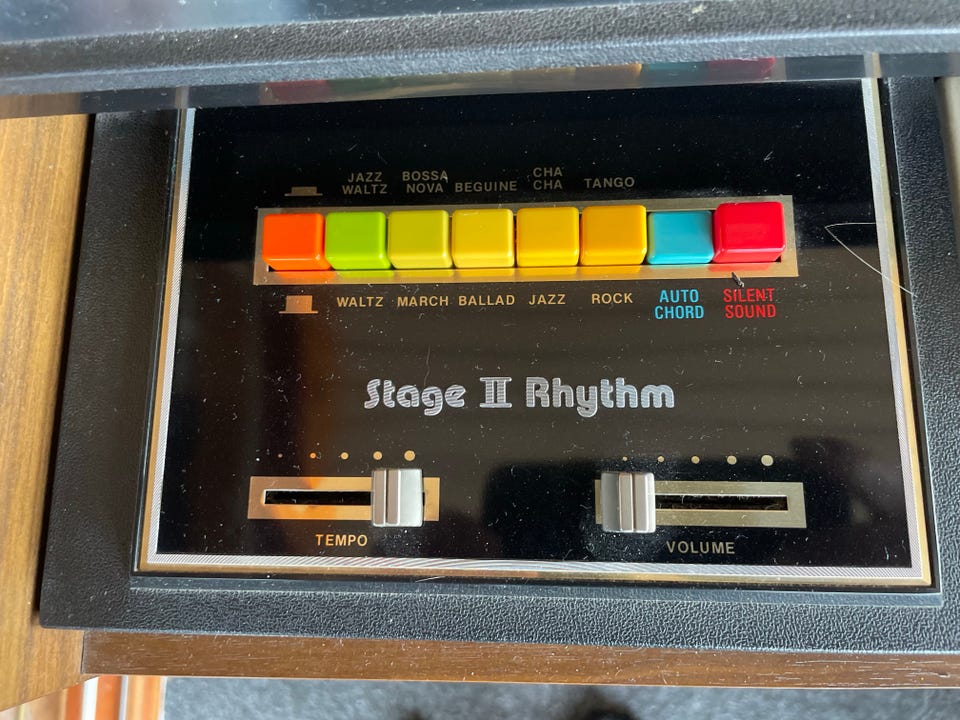 JAZZ
WALTZ
BOSSA
NOVA
BEGUINE
CHA
CHA
TANGO
WALTZ
MARCH
BALLAD
JAZZ
ROCK
AUTO
CHORD
SILENT
SOUND
Stage II Rhythm
TEMPO
VOLUME